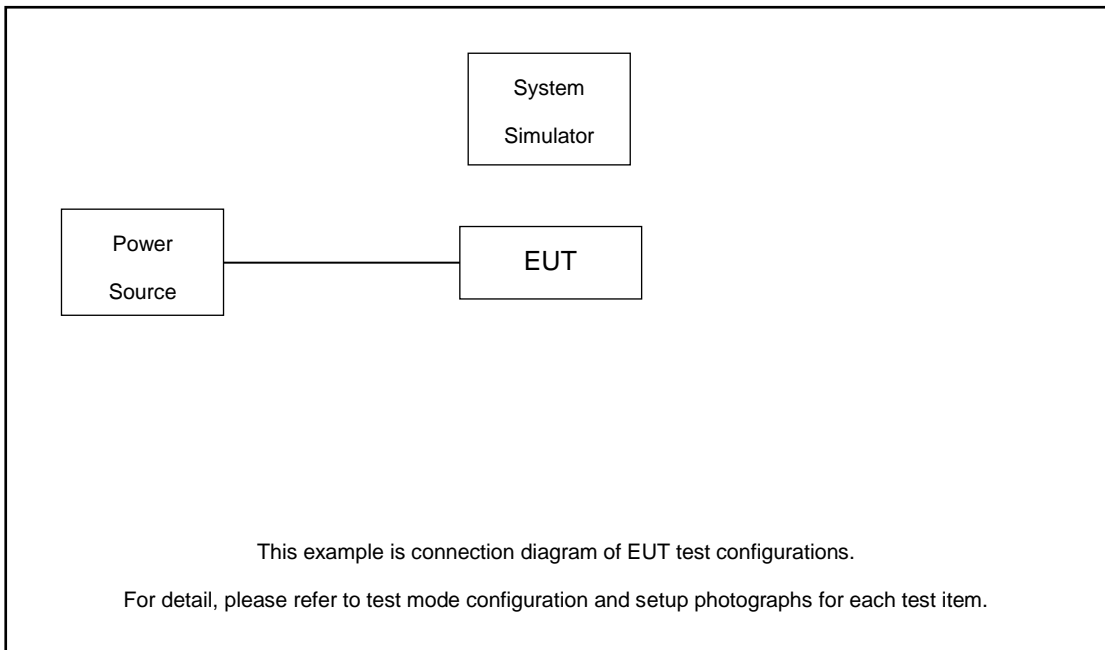 System
Simulator
Power
Source
EUT
This example is connection diagram of EUT test configurations.
For detail, please refer to test mode configuration and setup photographs for each test item.